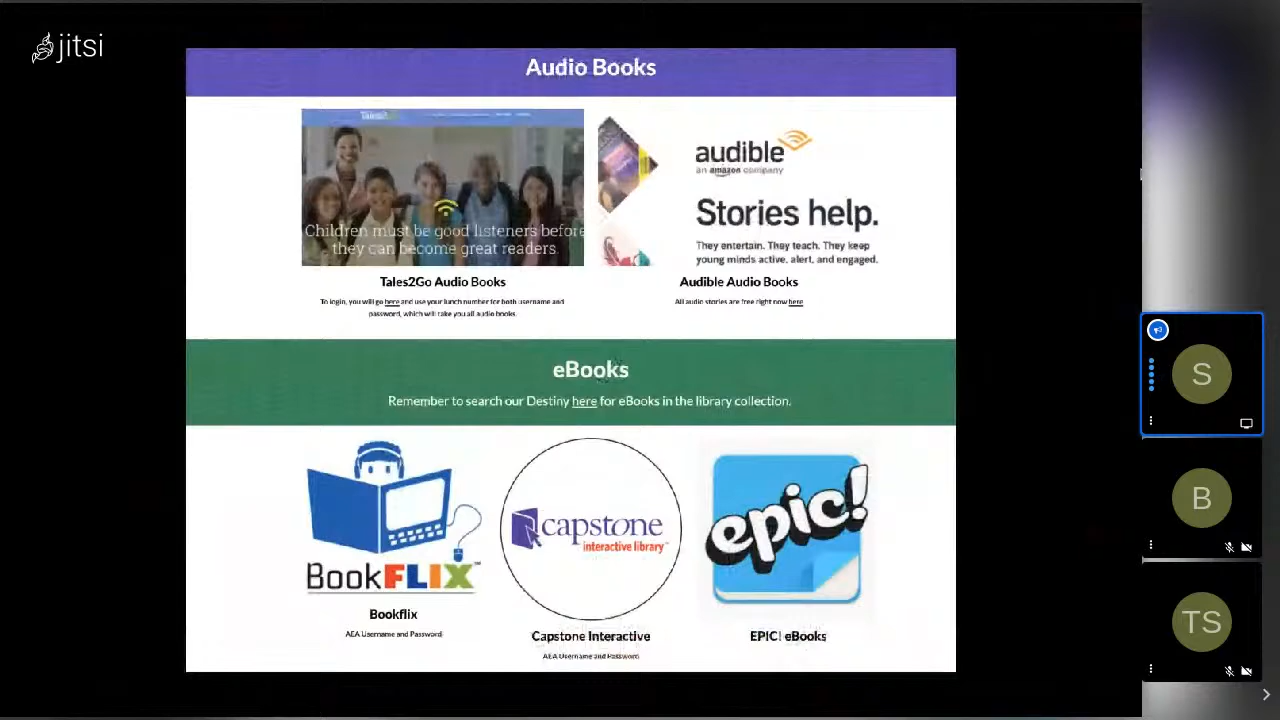 jitsi
Audio Books
Tales2Go
Children must be good listeners before
they can become great readers.
audible
an amazon company
Stories help.
They entertain. They teach. They keep
young minds active, alert, and engaged.
Tales2Go Audio Books
To login, you will go here and use your lunch number for both username and
password, which will take you all audio books.
Audible Audio Books
All audio stories are free right now here
eBooks
Remember to search our Destiny here for eBooks in the library collection.
BOOKFLIX™
capstone
interactive library™
epic!
Bookflix
AEA Username and Password
Capstone Interactive
AEA Username and Password
EPIC! eBooks
S
B
TS